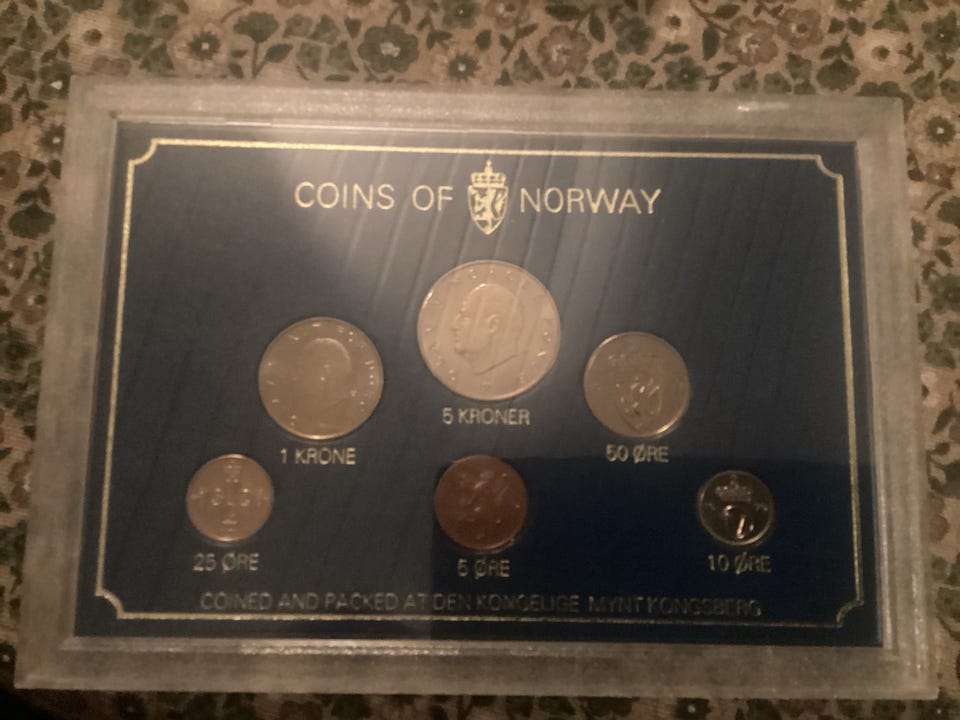 COINS OF NORWAY
5 KRONER
1 KRONE
50 ØRE
25 ØRE
5 ØRE
10 ØRE
COINED AND PACKED AT DEN KONGELIGE MYNT KONGSBERG